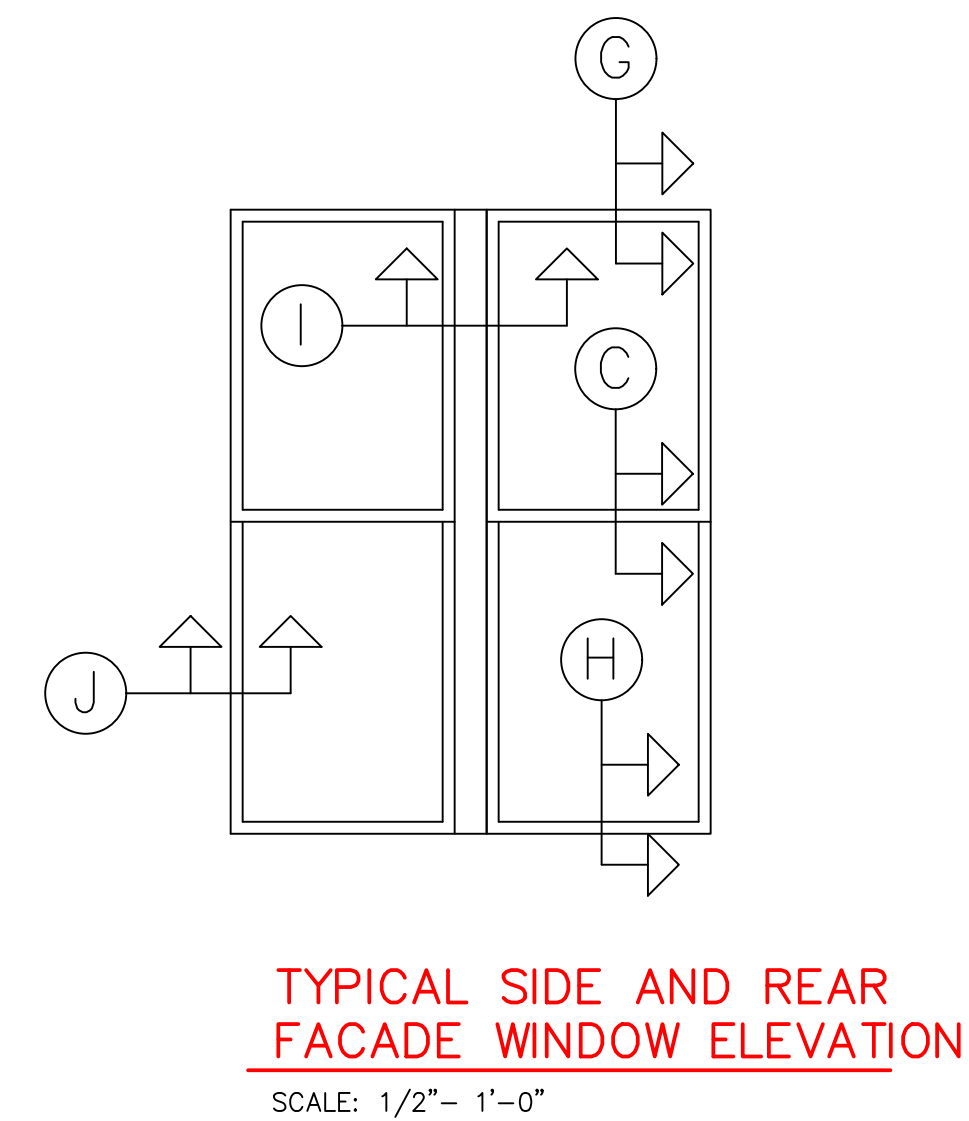 G
I
C
H
J
TYPICAL SIDE AND REAR
FACADE WINDOW ELEVATION
SCALE: 1/2”- 1’-0”